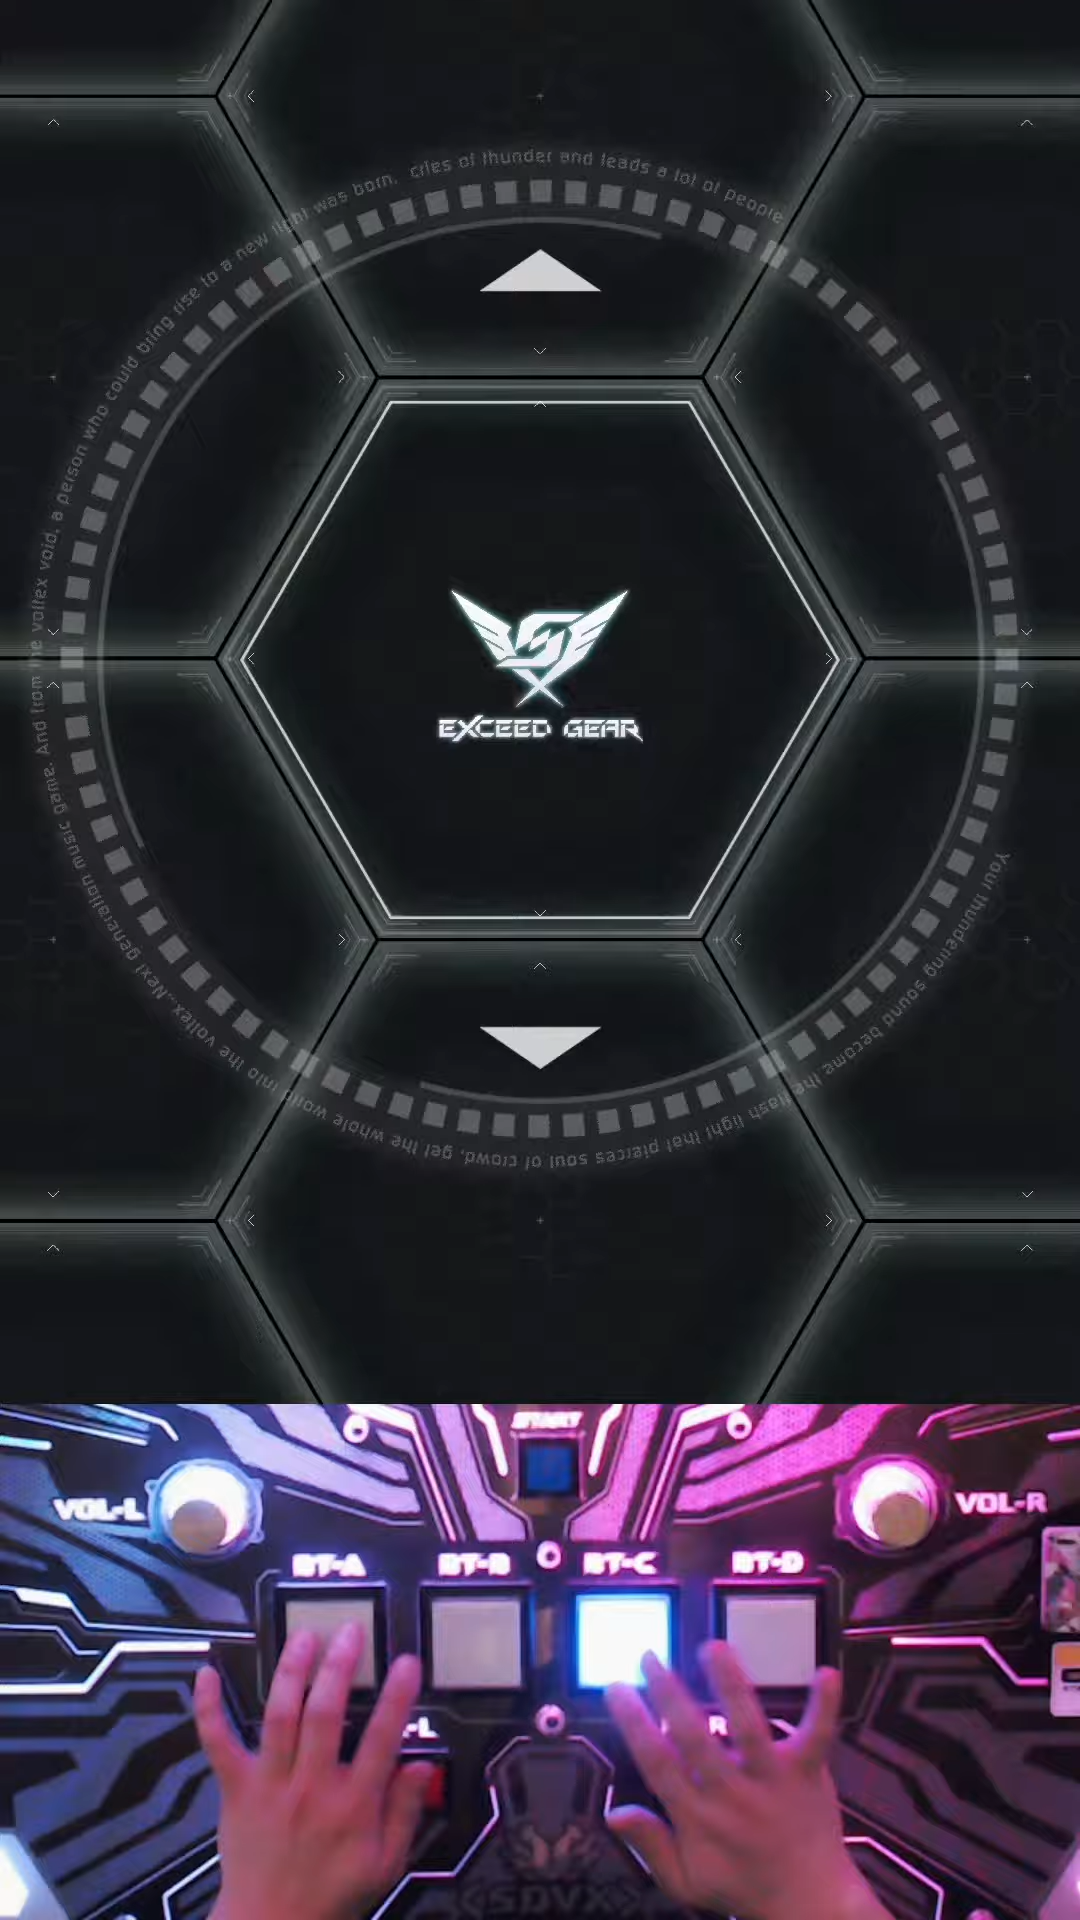 Your thundering sound become the flash light that pierces soul of crowd, get the whole world into the voltex...Next generation music game. And from the voltex void, a person who could bring rise to a new light was born, cries of thunder and leads a lot of people
EXCEED GEAR
START
VOL-L
VOL-R
BT-A
BT-B
BT-C
BT-D
-L
R
SDVX